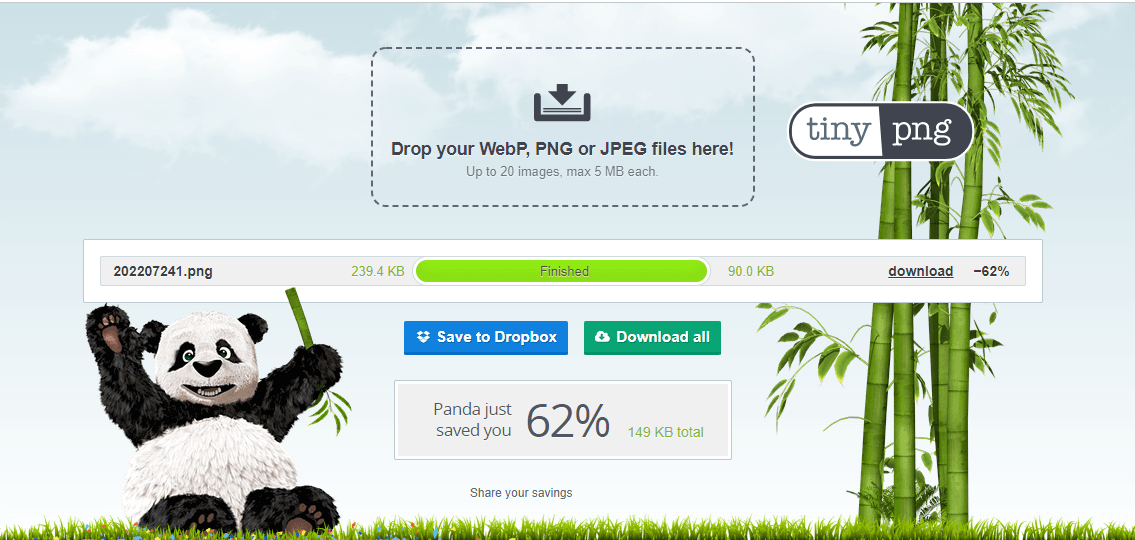 Drop your WebP, PNG or JPEG files here!
Up to 20 images, max 5 MB each.
tiny png
202207241.png 239.4 KB Finished 90.0 KB download −62%
Save to Dropbox Download all
Panda just
saved you 62% 149 KB total
Share your savings